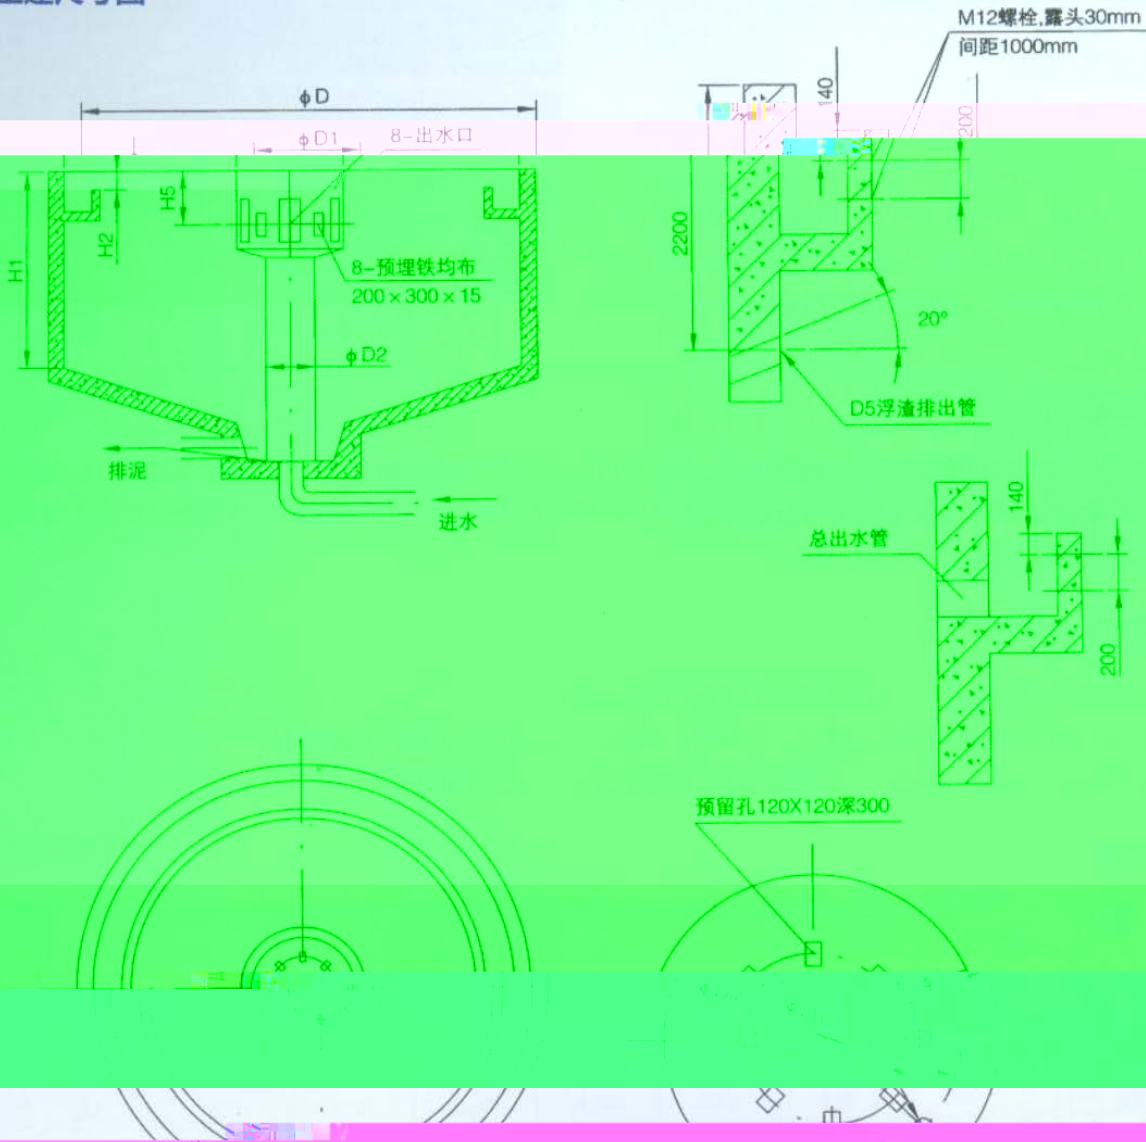 M12螺栓,露头30mm
间距1000mm
φD
140
200
φD1
8-出水口
H5
H2
H1
2200
8-预埋铁均布
200×300×15
20°
φD2
D5浮渣排出管
排泥
进水
140
总出水管
200
预留孔120X120深300